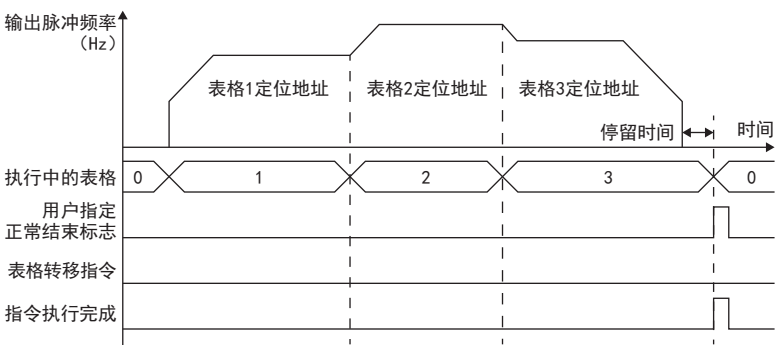 输出脉冲频率
（Hz）
表格1定位地址
表格2定位地址
表格3定位地址
停留时间
时间
执行中的表格
0
1
2
3
0
用户指定
正常结束标志
表格转移指令
指令执行完成